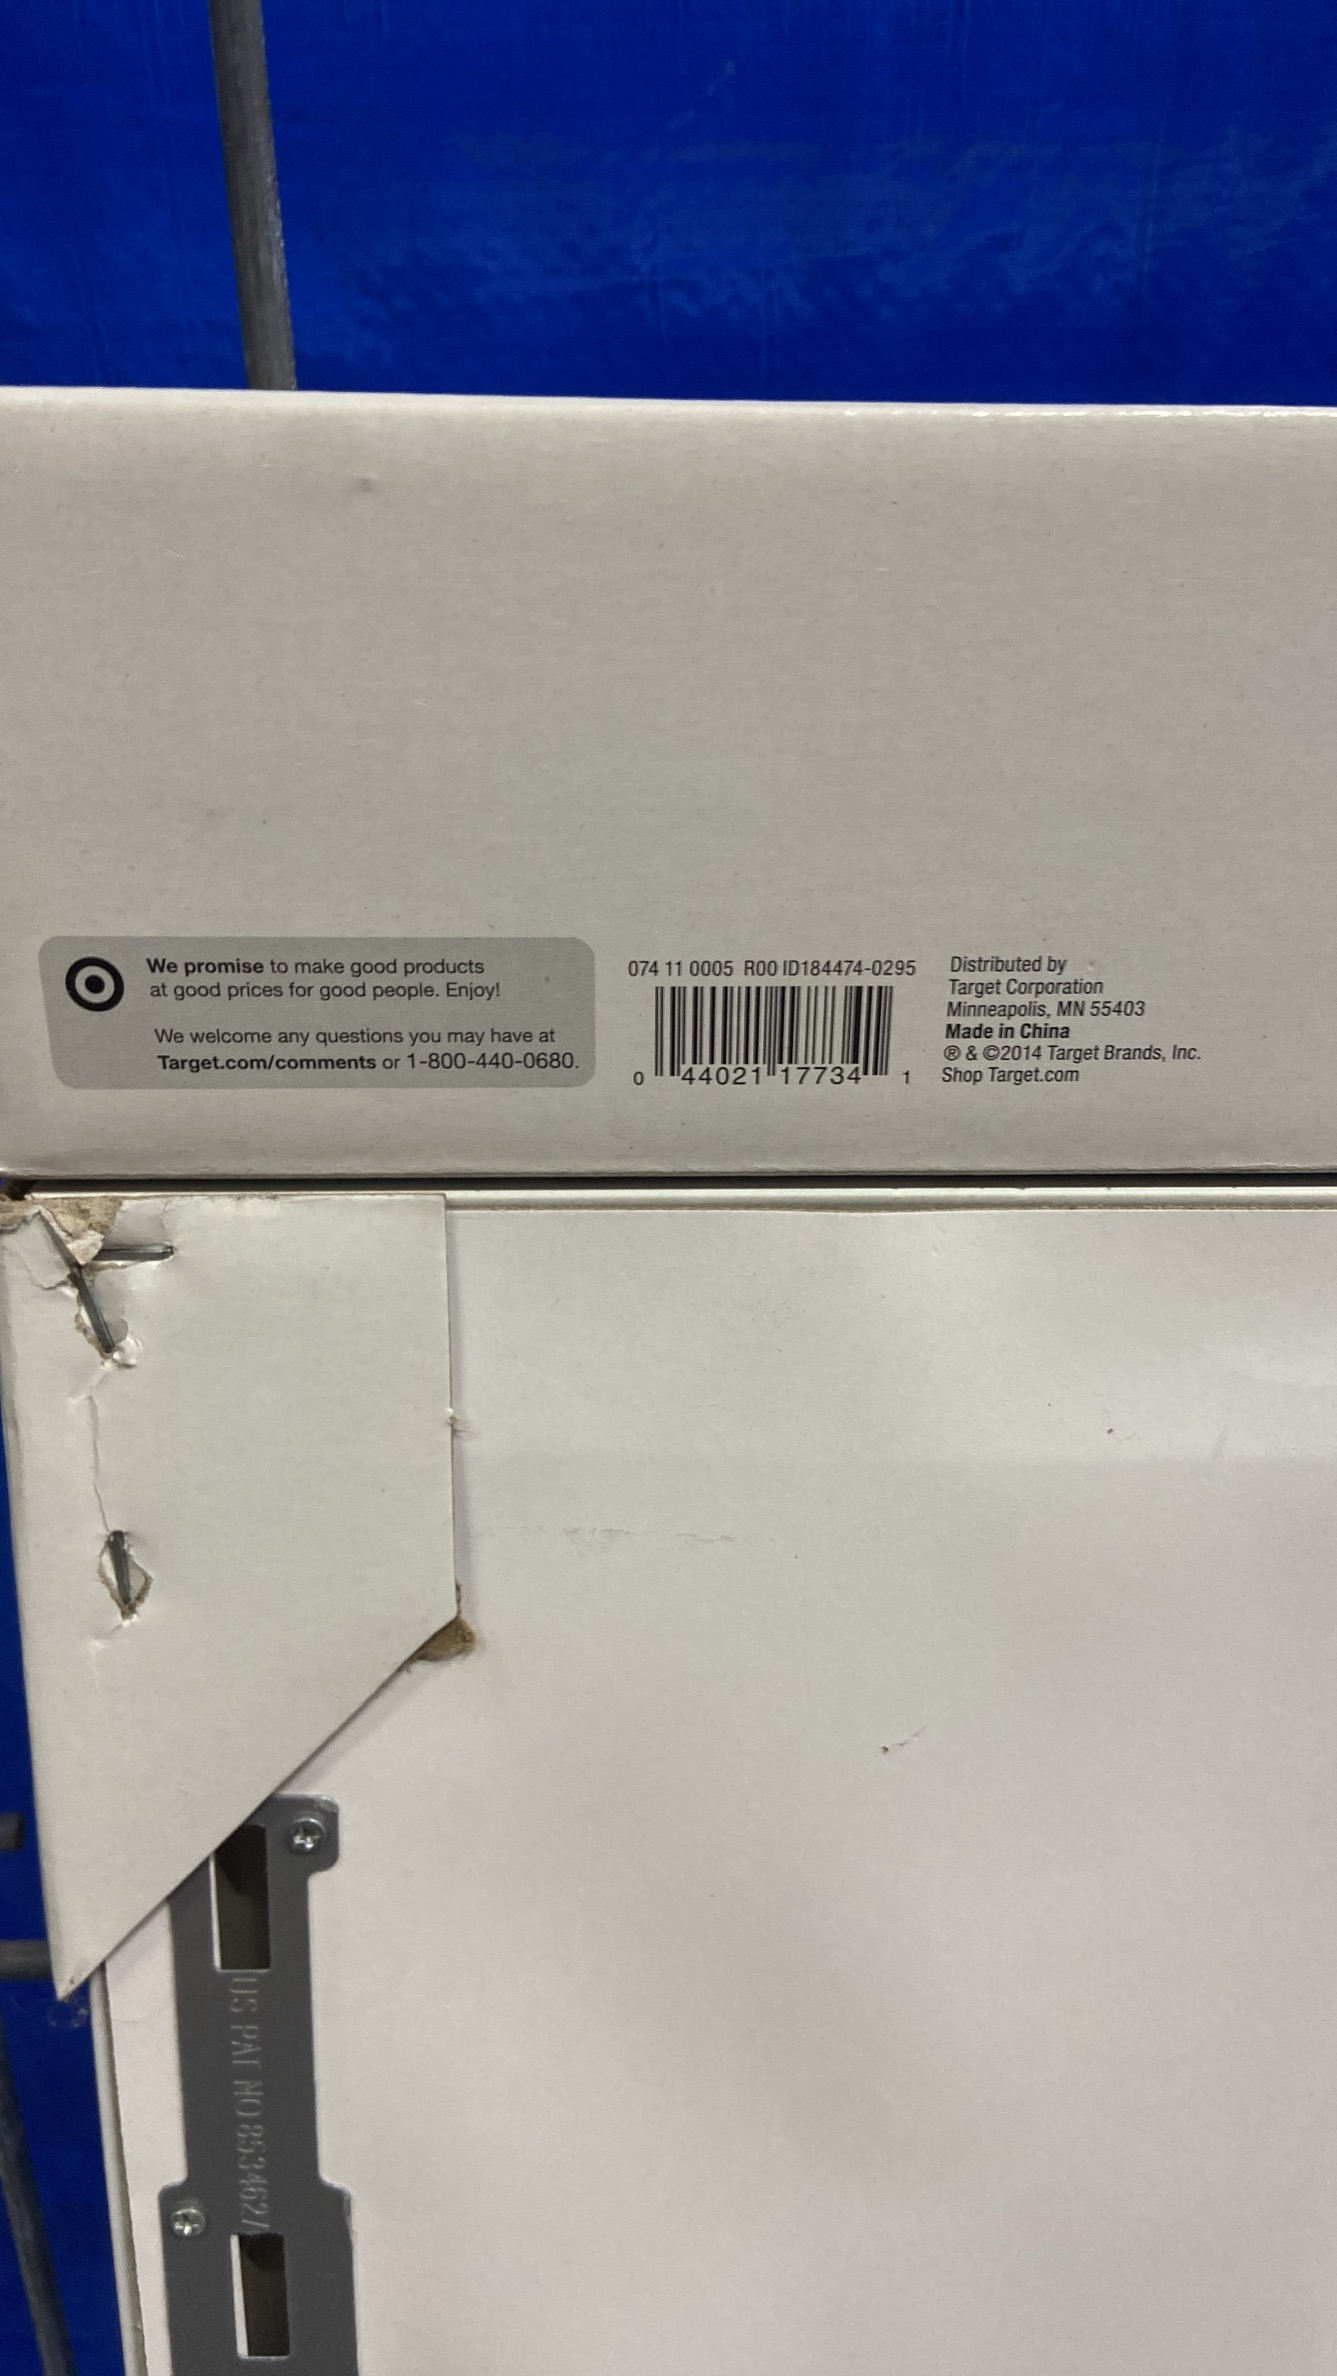 We promise to make good products
at good prices for good people. Enjoy!
We welcome any questions you may have at
Target.com/comments or 1-800-440-0680.
074 11 0005 R00 ID184474-0295
0 44021 17734 1
Distributed by
Target Corporation
Minneapolis, MN 55403
Made in China
® & ©2014 Target Brands, Inc.
Shop Target.com
US PAT NO